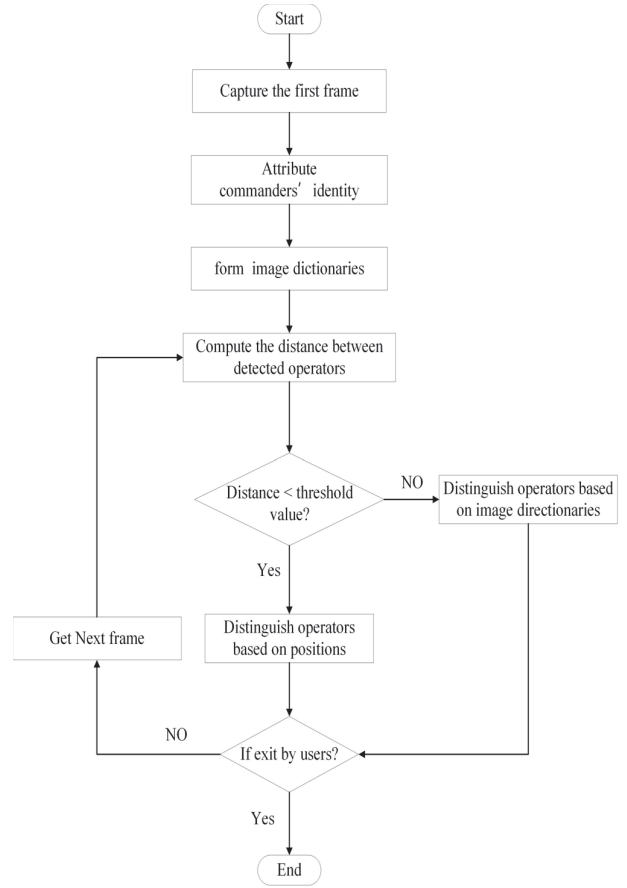 Start
Capture the first frame
Attribute
commanders' identity
form image dictionaries
Compute the distance between
detected operators
Distance < threshold
value?
NO
Distinguish operators based
on image directionaries
Yes
Get Next frame
Distinguish operators
based on positions
NO
If exit by users?
Yes
End